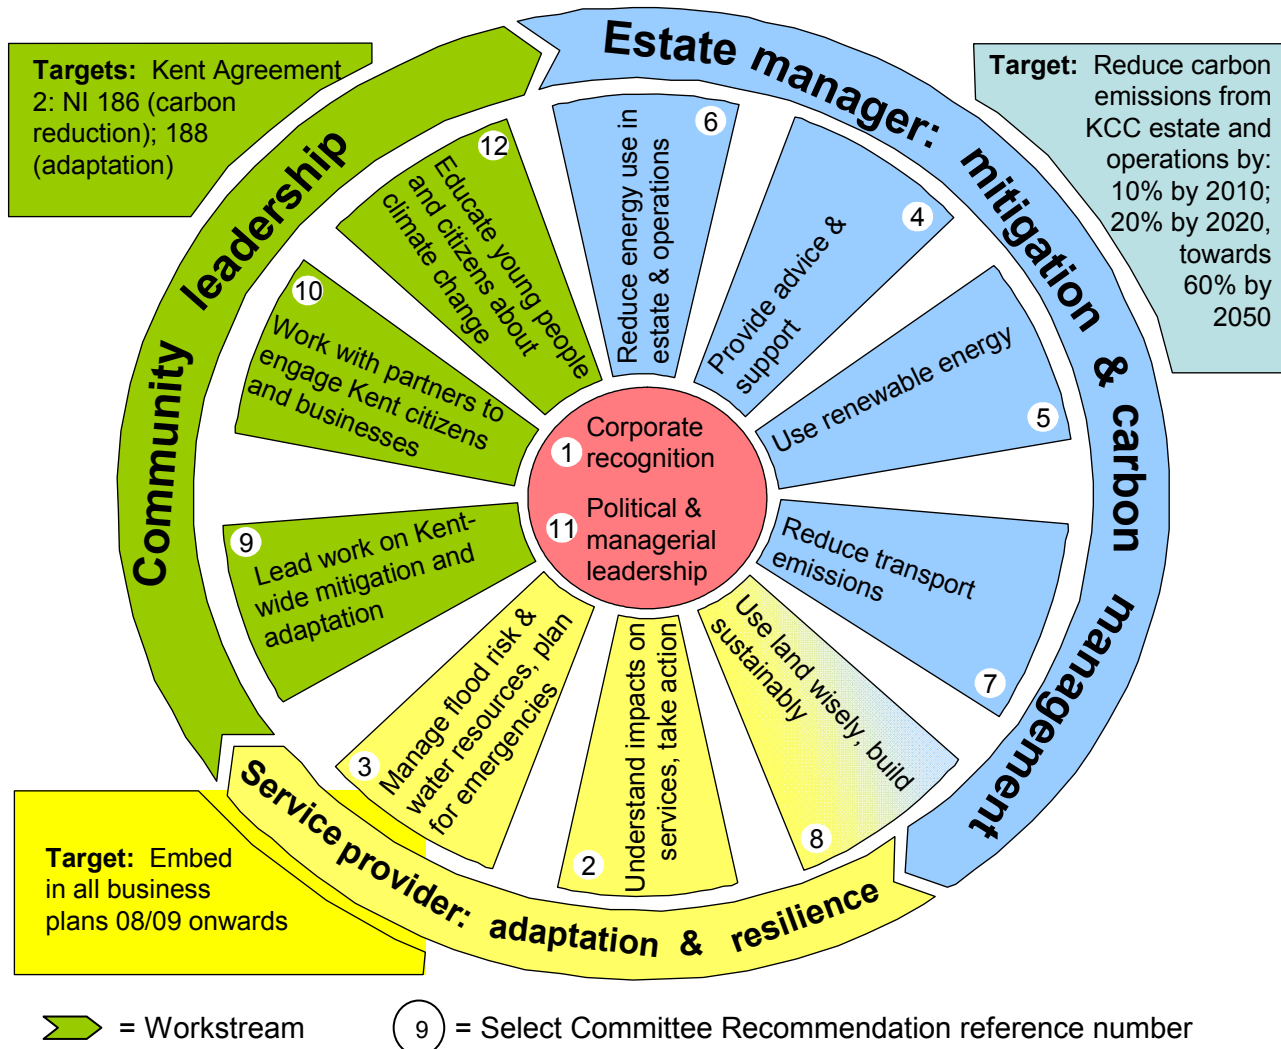 Estate manager: mitigation & carbon management
Targets: Kent Agreement
2: NI 186 (carbon
reduction); 188
(adaptation)
Target: Reduce carbon
emissions from
KCC estate and
operations by:
10% by 2010;
20% by 2020,
towards
60% by
2050
Community leadership
12
Educate young people
and citizens about
climate change
6
Reduce energy use in
estate & operations
4
Provide advice &
support
10
Work with partners to
engage Kent citizens
and businesses
Use renewable energy
5
1
Corporate
recognition
11
Political &
managerial
leadership
9
Lead work on Kent-
wide mitigation and
adaptation
Reduce transport
emissions
7
3
Manage flood risk &
water resources, plan
for emergencies
2
Understand impacts on
services, take action
Use land wisely, build
sustainably
8
Service provider: adaptation & resilience
Target: Embed
in all business
plans 08/09 onwards
= Workstream
9 = Select Committee Recommendation reference number